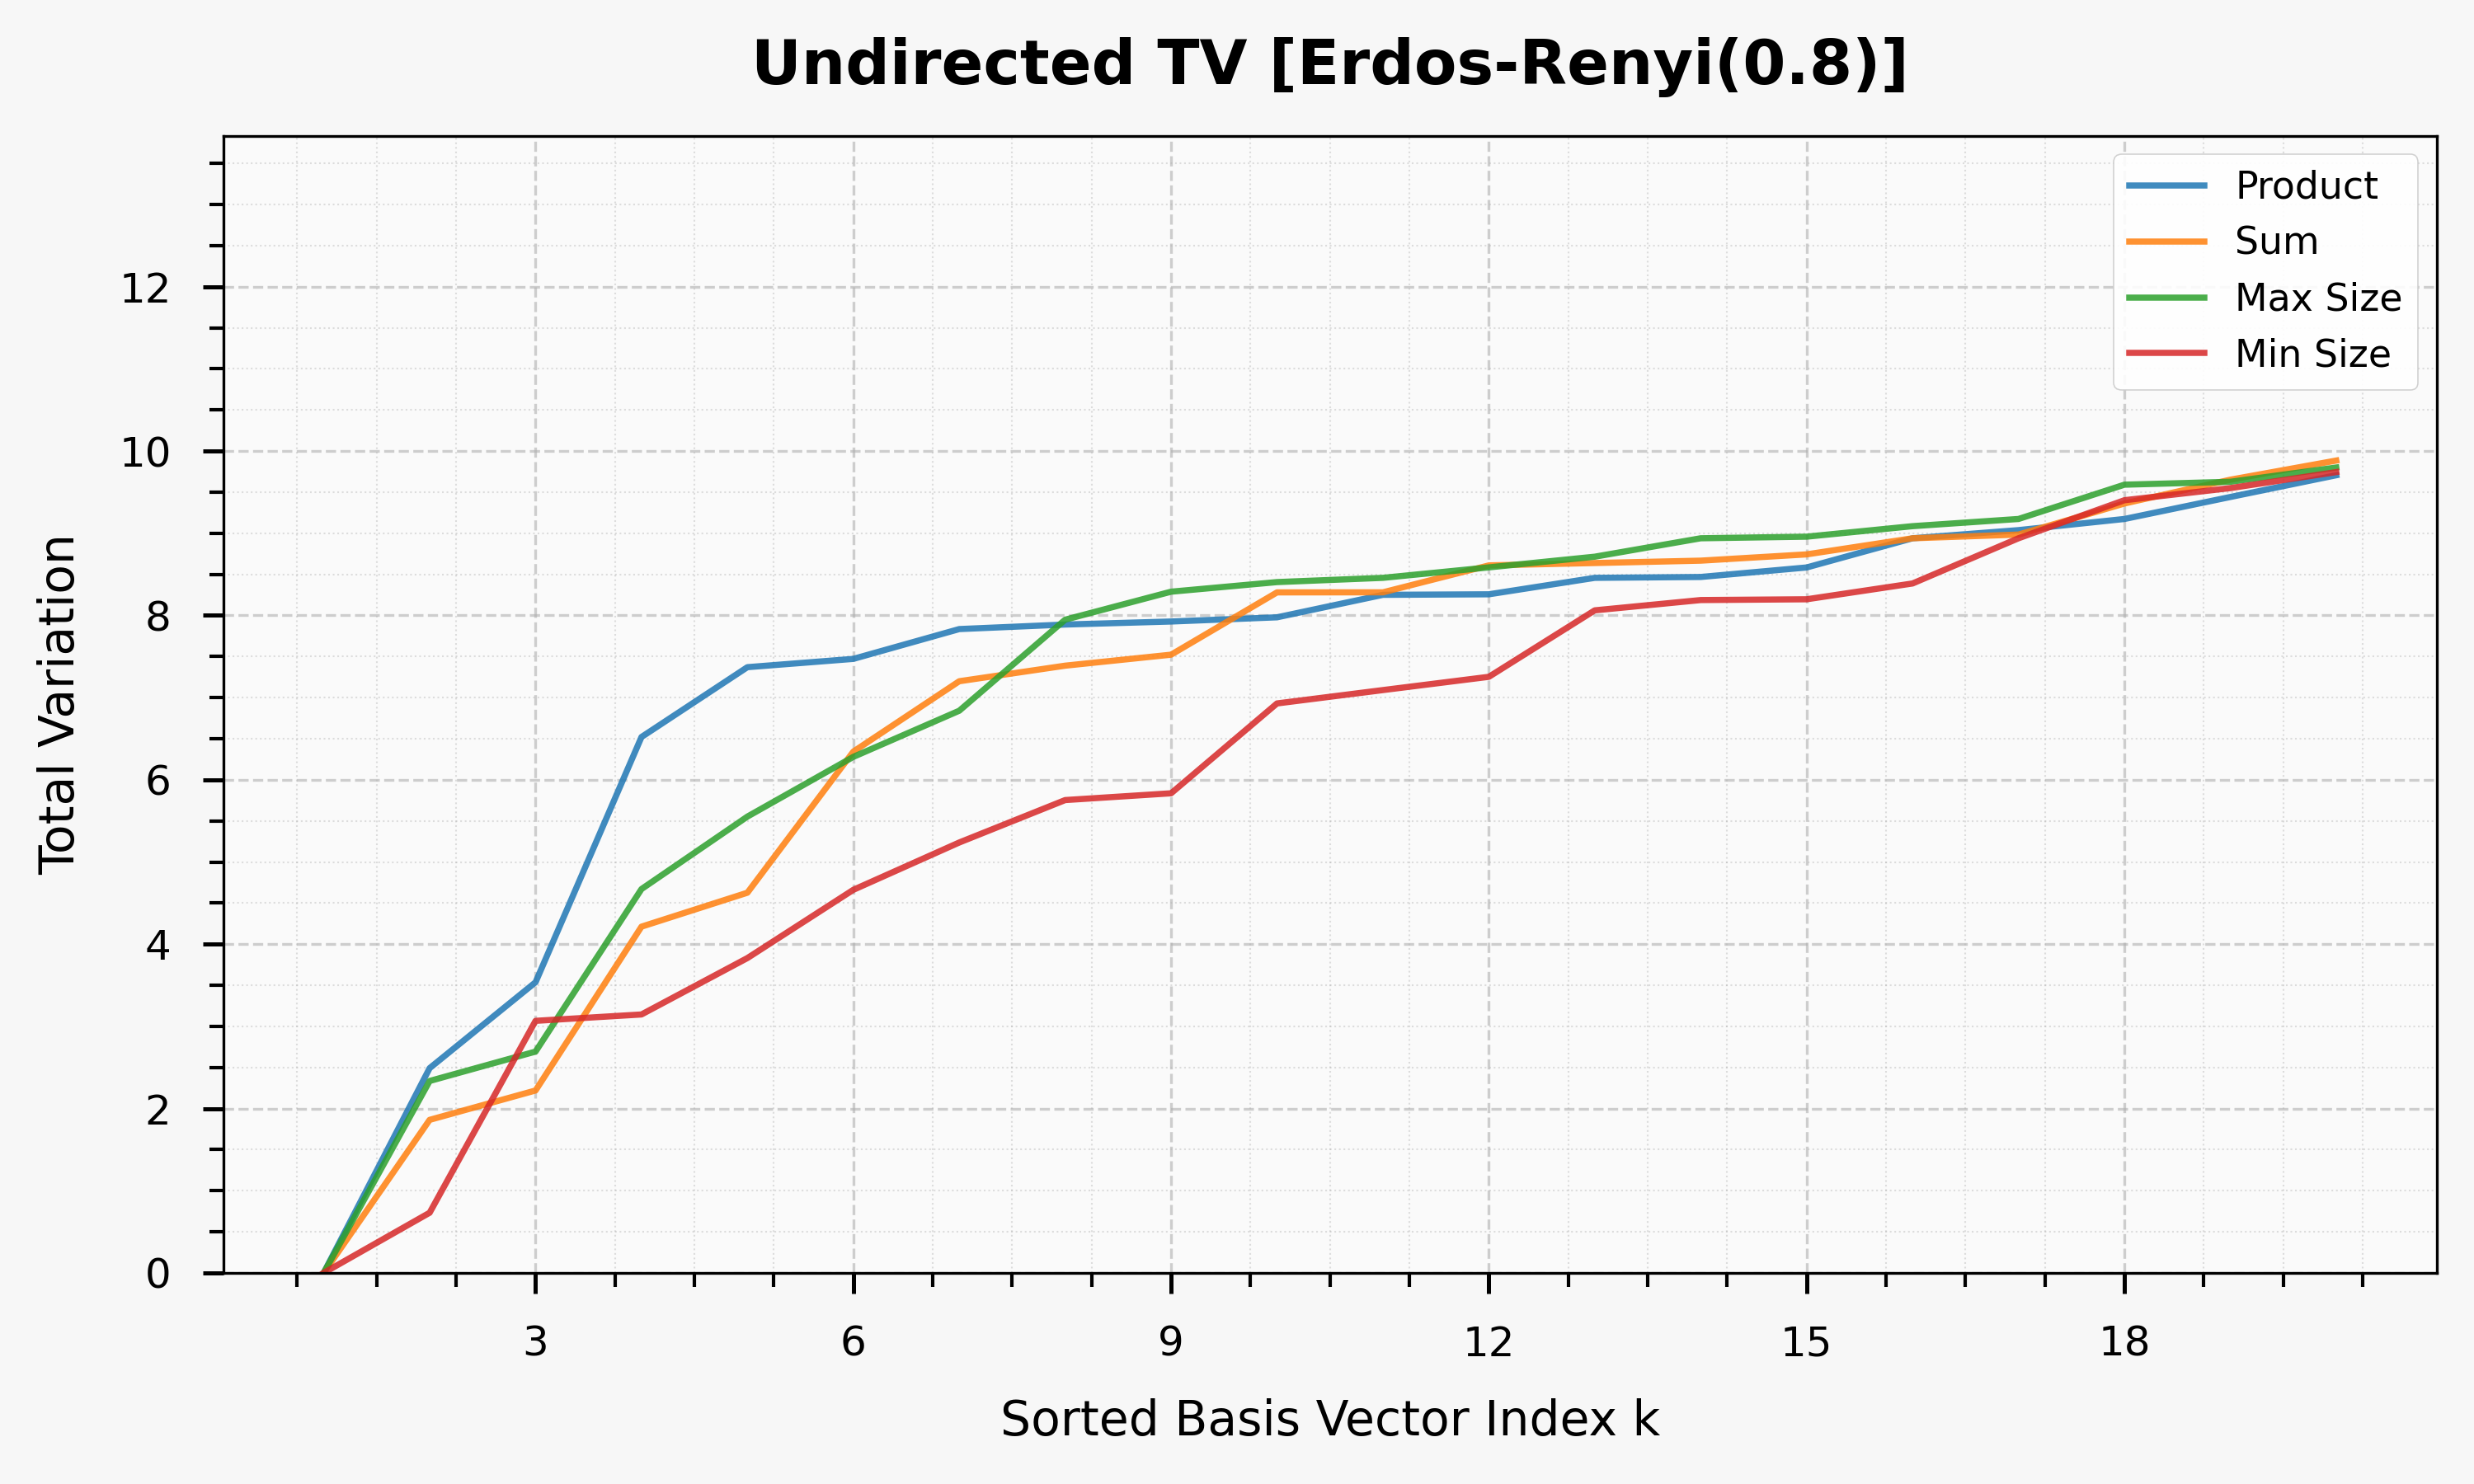 Undirected TV [Erdos-Renyi(0.8)]
Product
Sum
Max Size
Min Size
12
10
8
6
4
2
0
Total Variation
3 6 9 12 15 18
Sorted Basis Vector Index k